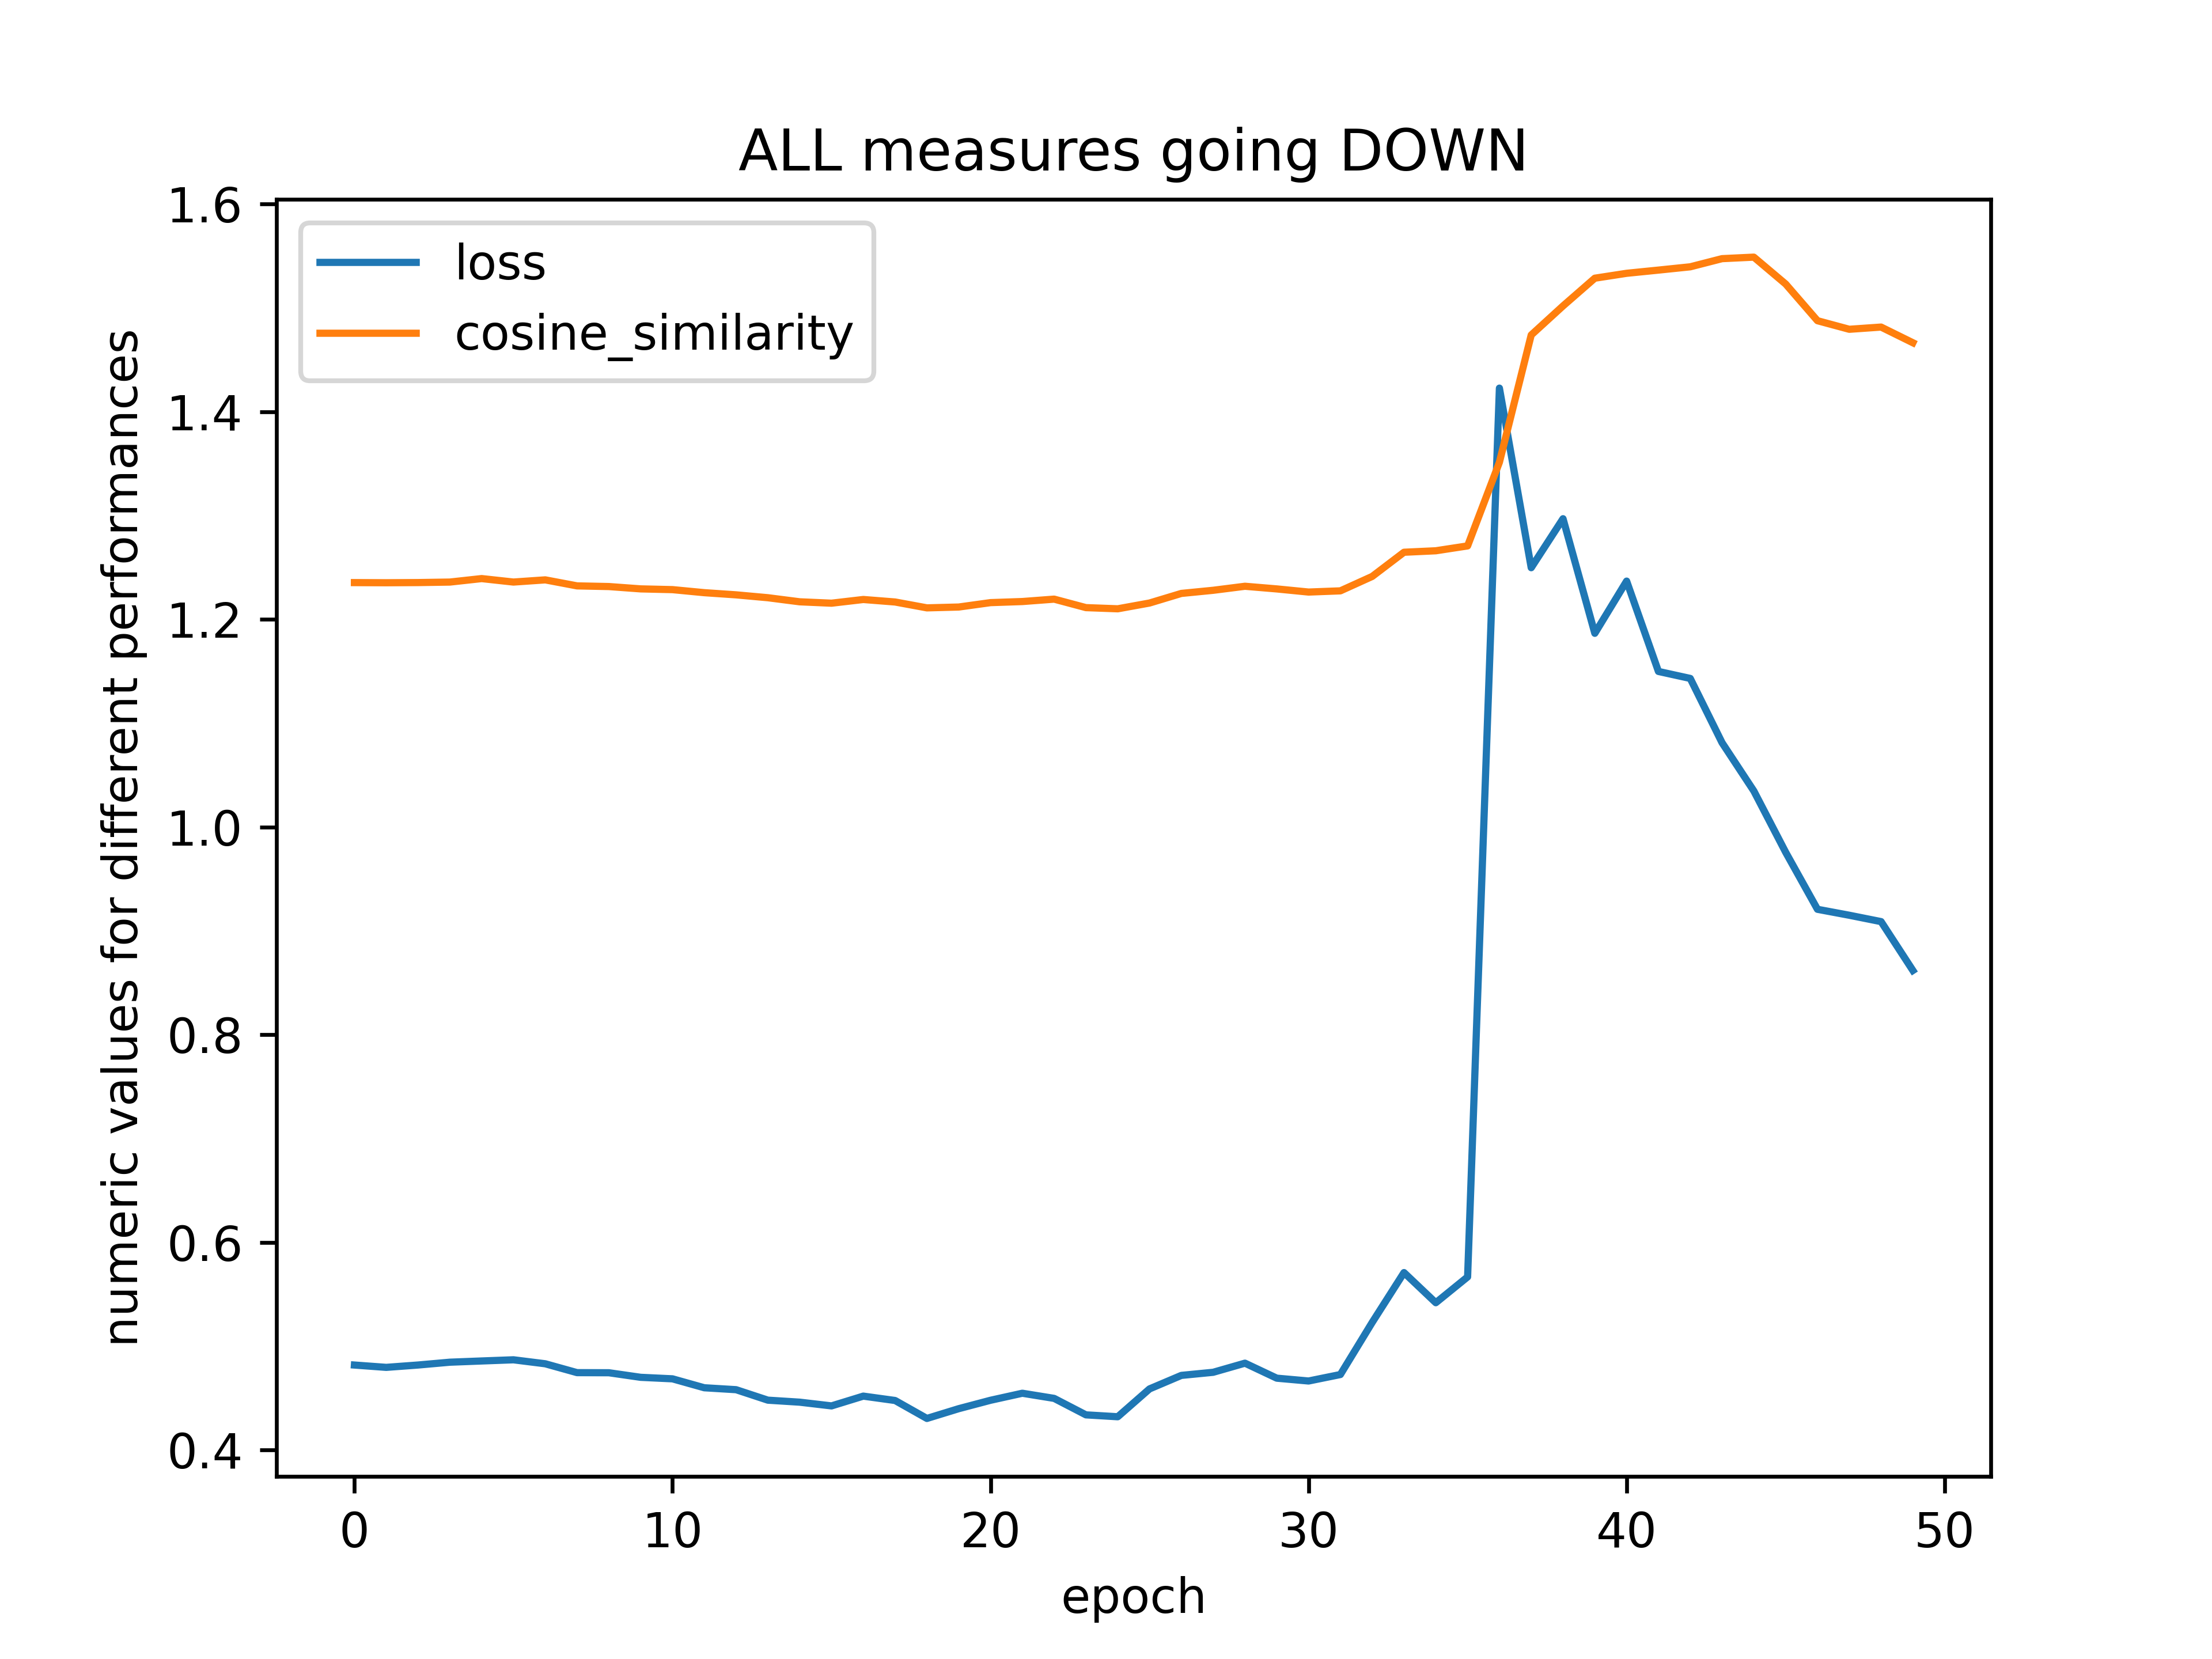 ALL measures going DOWN
loss
cosine_similarity
numeric values for different performances
1.6
1.4
1.2
1.0
0.8
0.6
0.4
0 10 20 30 40 50
epoch